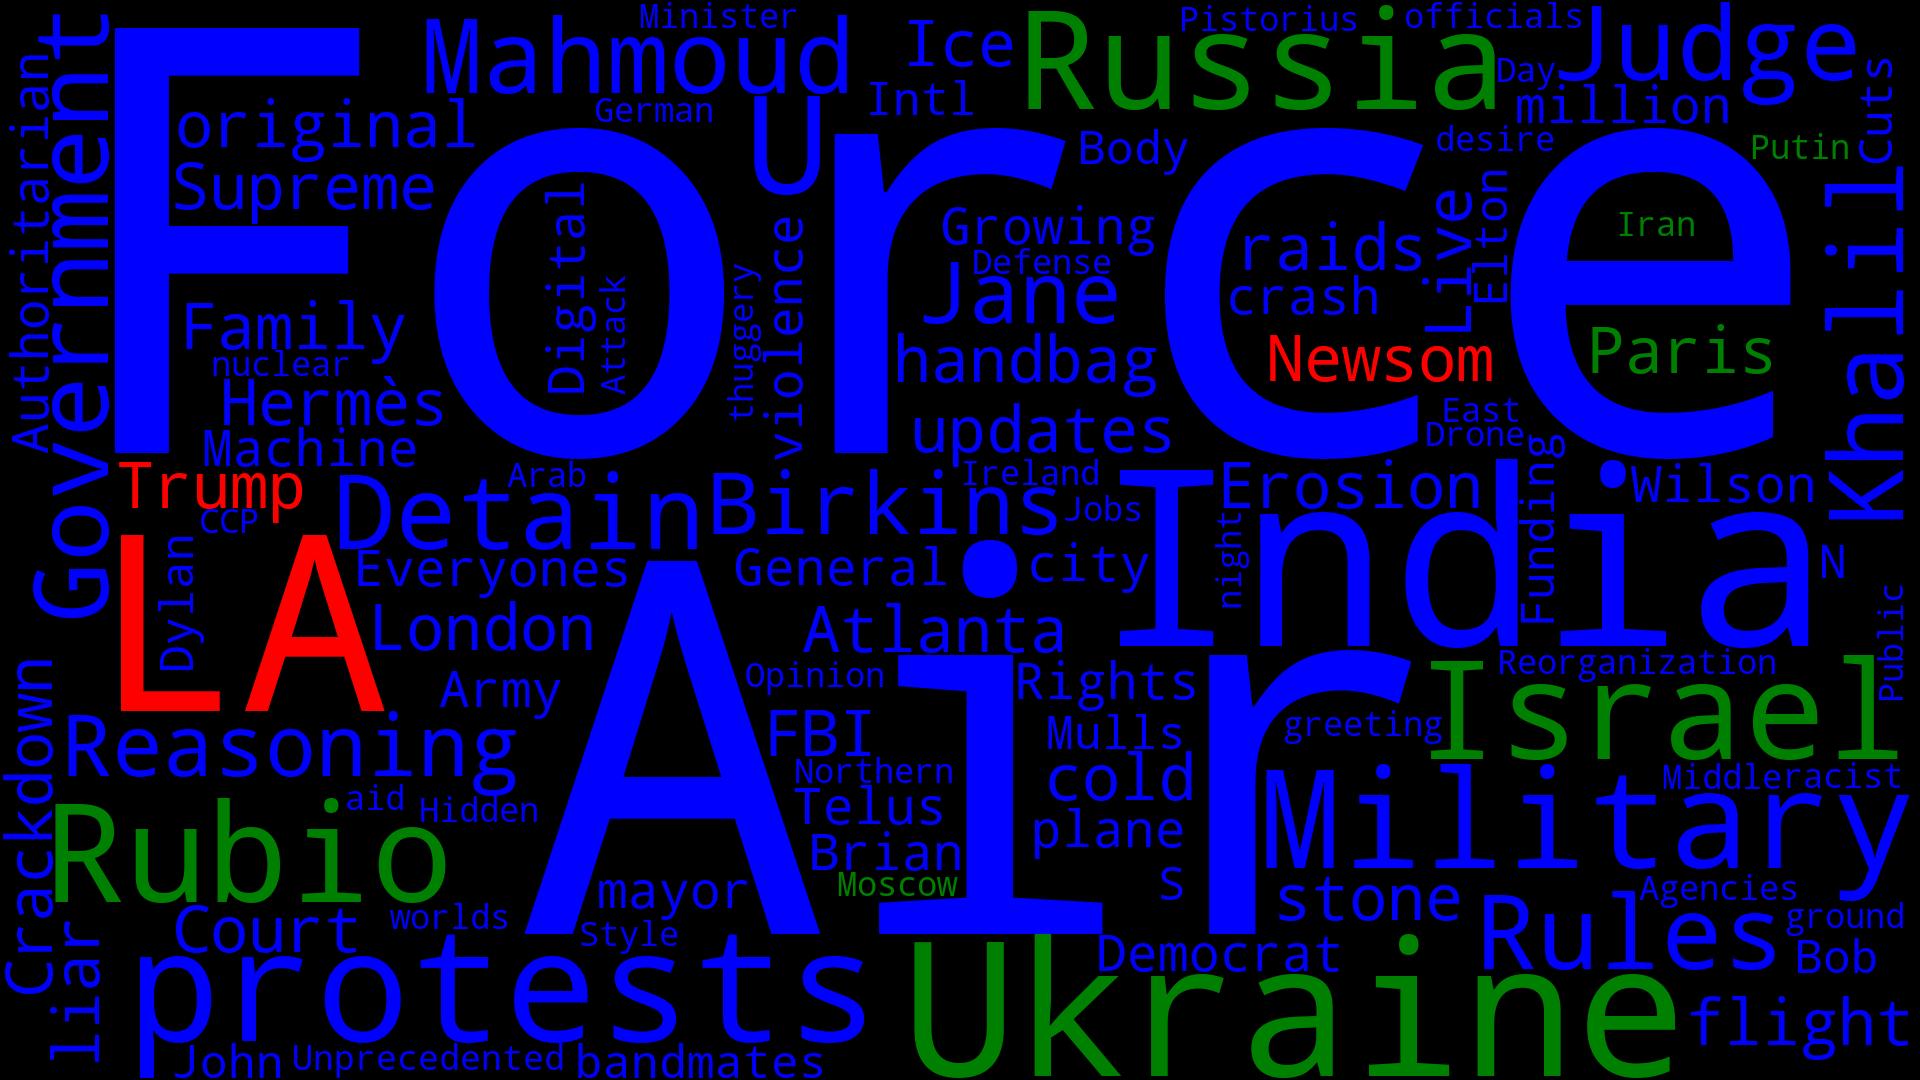 Minister
Pistorius
officials
Mahmoud
Ice
Russia
Judge
Day
Government
Authoritarian
Force
original
German
U
Intl
million
Cuts
Body
desire
Putin
Supreme
Digital
Attack
thuggery
violence
Growing
Defense
raids
Live
Elton
Iran
Khalil
Family
Jane
crash
nuclear
handbag
Newsom
Paris
Hermès
updates
East
Drone
Machine
Trump
Arab
Ireland
CCP
Detain
Birkins
Jobs
Erosion
India
Wilson
LA
Dylan
Everyones
General
city
night
Funding
N
London
Air
Atlanta
Public
Army
Opinion
Rights
Reorganization
Israel
Crackdown
Reasoning
FBI
Mulls
greeting
Northern
cold
Middleracist
Rubio
aid
Hidden
Telus
plane
Military
Brian
Moscow
S
mayor
stone
Agencies
Court
worlds
Style
Rules
ground
liar
protests
Ukraine
Democrat
Bob
flight
John
Unprecedented
bandmates